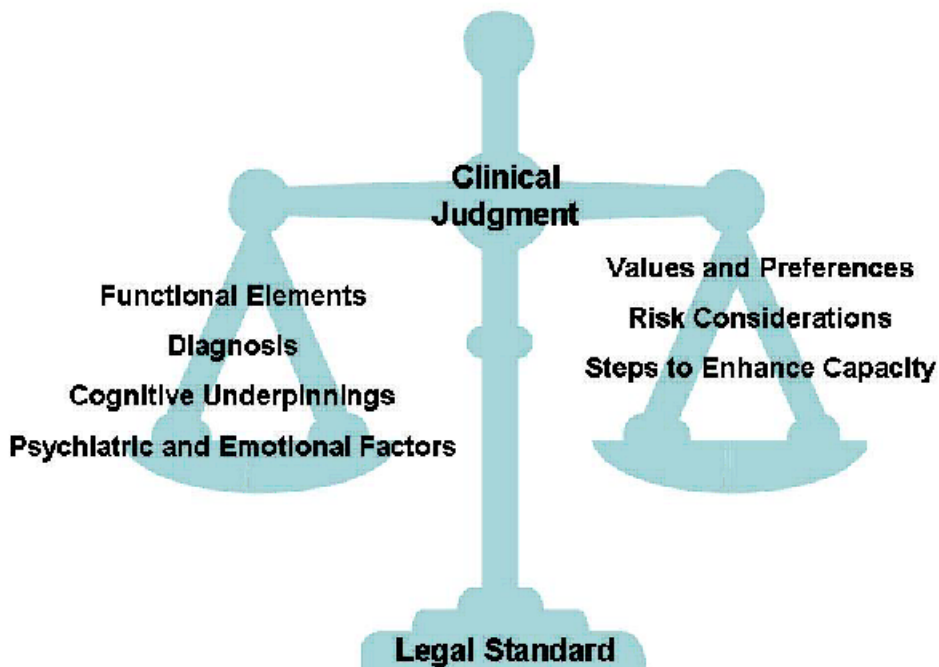 Clinical
Judgment
Functional Elements
Diagnosis
Cognitive Underpinnings
Psychiatric and Emotional Factors
Values and Preferences
Risk Considerations
Steps to Enhance Capacity
Legal Standard